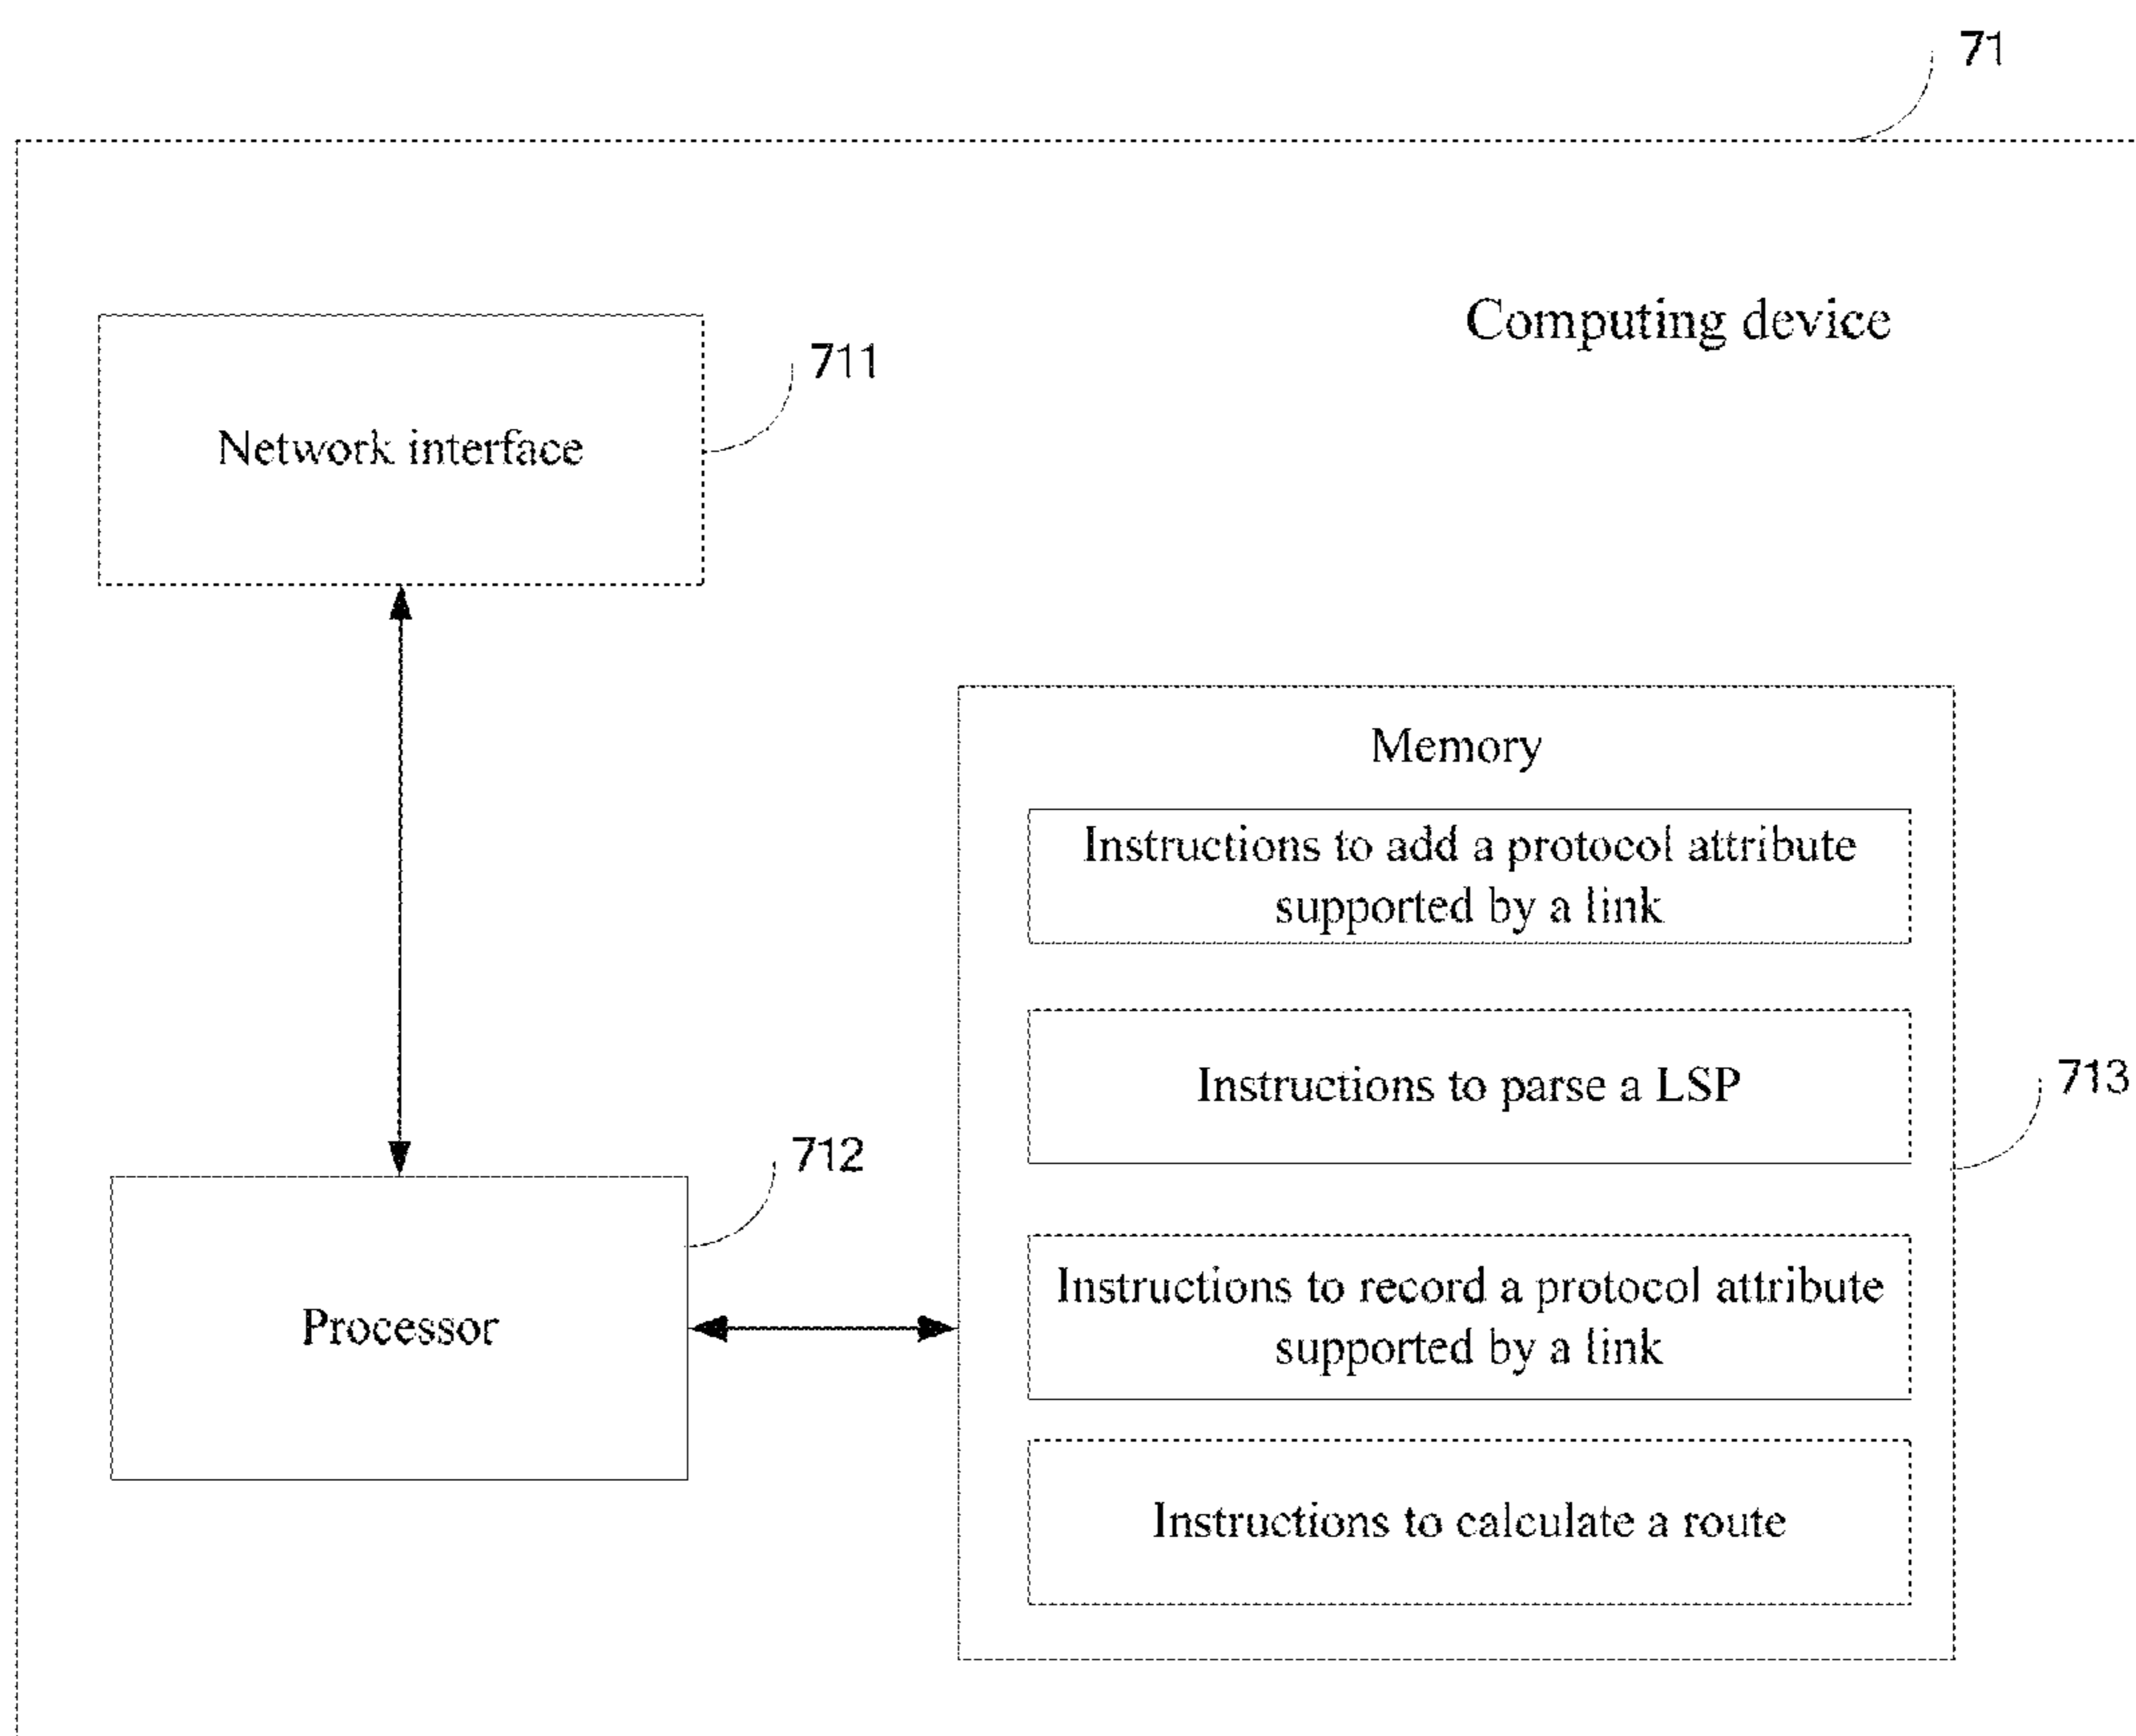 71
Computing device
711
Network interface
Memory
Instructions to add a protocol attribute
supported by a link
Instructions to parse a LSP
713
712
Processor
Instructions to record a protocol attribute
supported by a link
Instructions to calculate a route